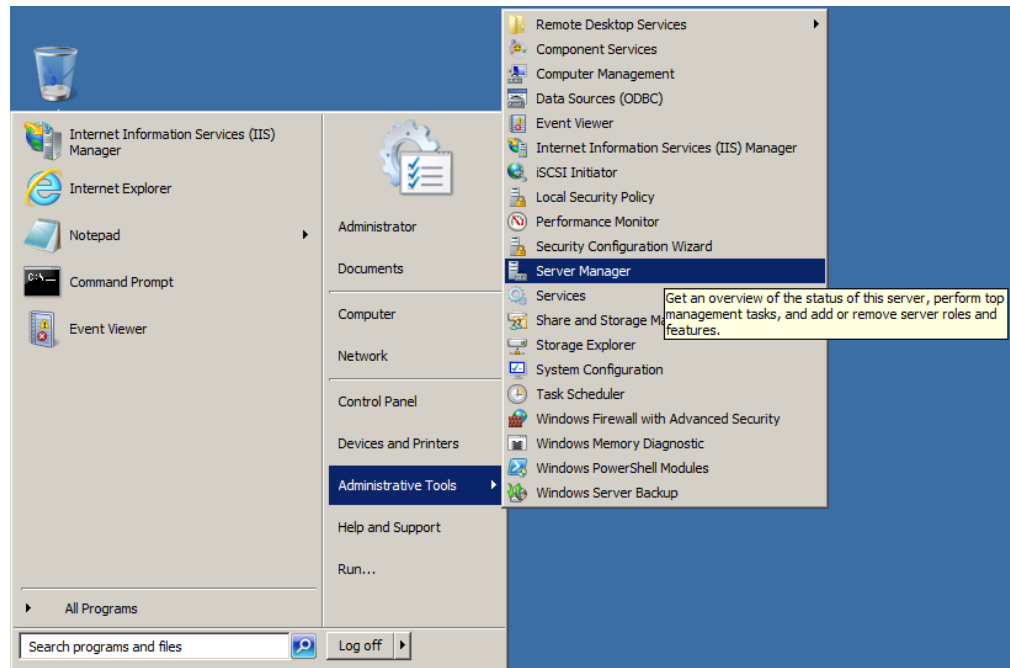 Internet Information Services (IIS)
Manager
Internet Explorer
Notepad
C:\
Command Prompt
Event Viewer
All Programs
Search programs and files
Administrator
Documents
Computer
Network
Control Panel
Devices and Printers
Administrative Tools
Help and Support
Run...
Log off
Remote Desktop Services
Component Services
Computer Management
Data Sources (ODBC)
Event Viewer
Internet Information Services (IIS) Manager
iSCSI Initiator
Local Security Policy
Performance Monitor
Security Configuration Wizard
Server Manager
Services
Share and Storage Ma
Storage Explorer
System Configuration
Task Scheduler
Windows Firewall with Advanced Security
Windows Memory Diagnostic
Windows PowerShell Modules
Windows Server Backup
Get an overview of the status of this server, perform top
management tasks, and add or remove server roles and
features.